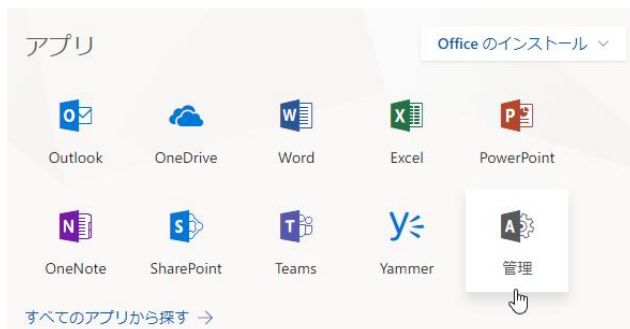 アプリ
Office のインストール
Outlook OneDrive Word Excel PowerPoint
OneNote SharePoint Teams Yammer 管理
すべてのアプリから探す →